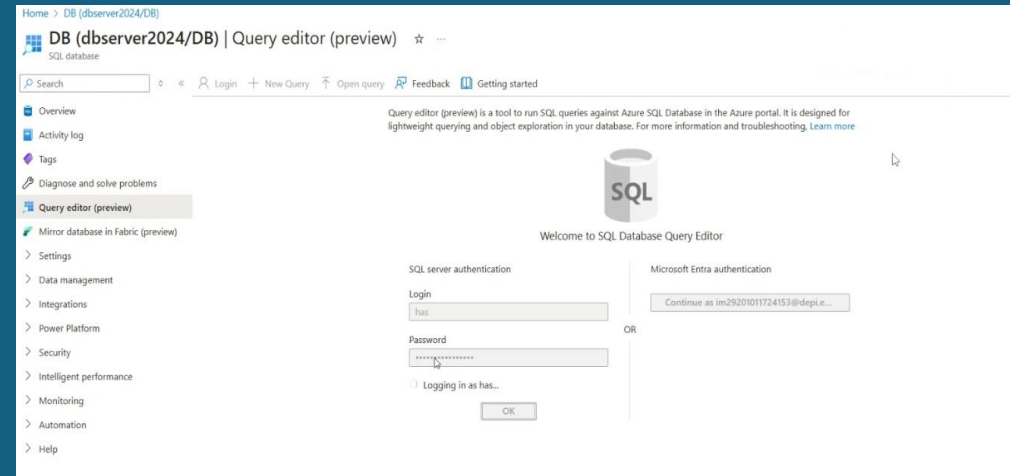 Home > DB (dbserver2024/DB)
DB (dbserver2024/DB) | Query editor (preview) ☆ ...
SQL database
Search
Login + New Query Open query Feedback Getting started
Overview
Activity log
Tags
Diagnose and solve problems
Query editor (preview)
Mirror database in Fabric (preview)
> Settings
> Data management
> Integrations
> Power Platform
> Security
> Intelligent performance
> Monitoring
> Automation
> Help
Query editor (preview) is a tool to run SQL queries against Azure SQL Database in the Azure portal. It is designed for
lightweight querying and object exploration in your database. For more information and troubleshooting, Learn more
SQL
Welcome to SQL Database Query Editor
SQL server authentication
Login
has
Password
****************
Logging in as has...
OK
OR
Microsoft Entra authentication
Continue as im29201011724153@depi.e...